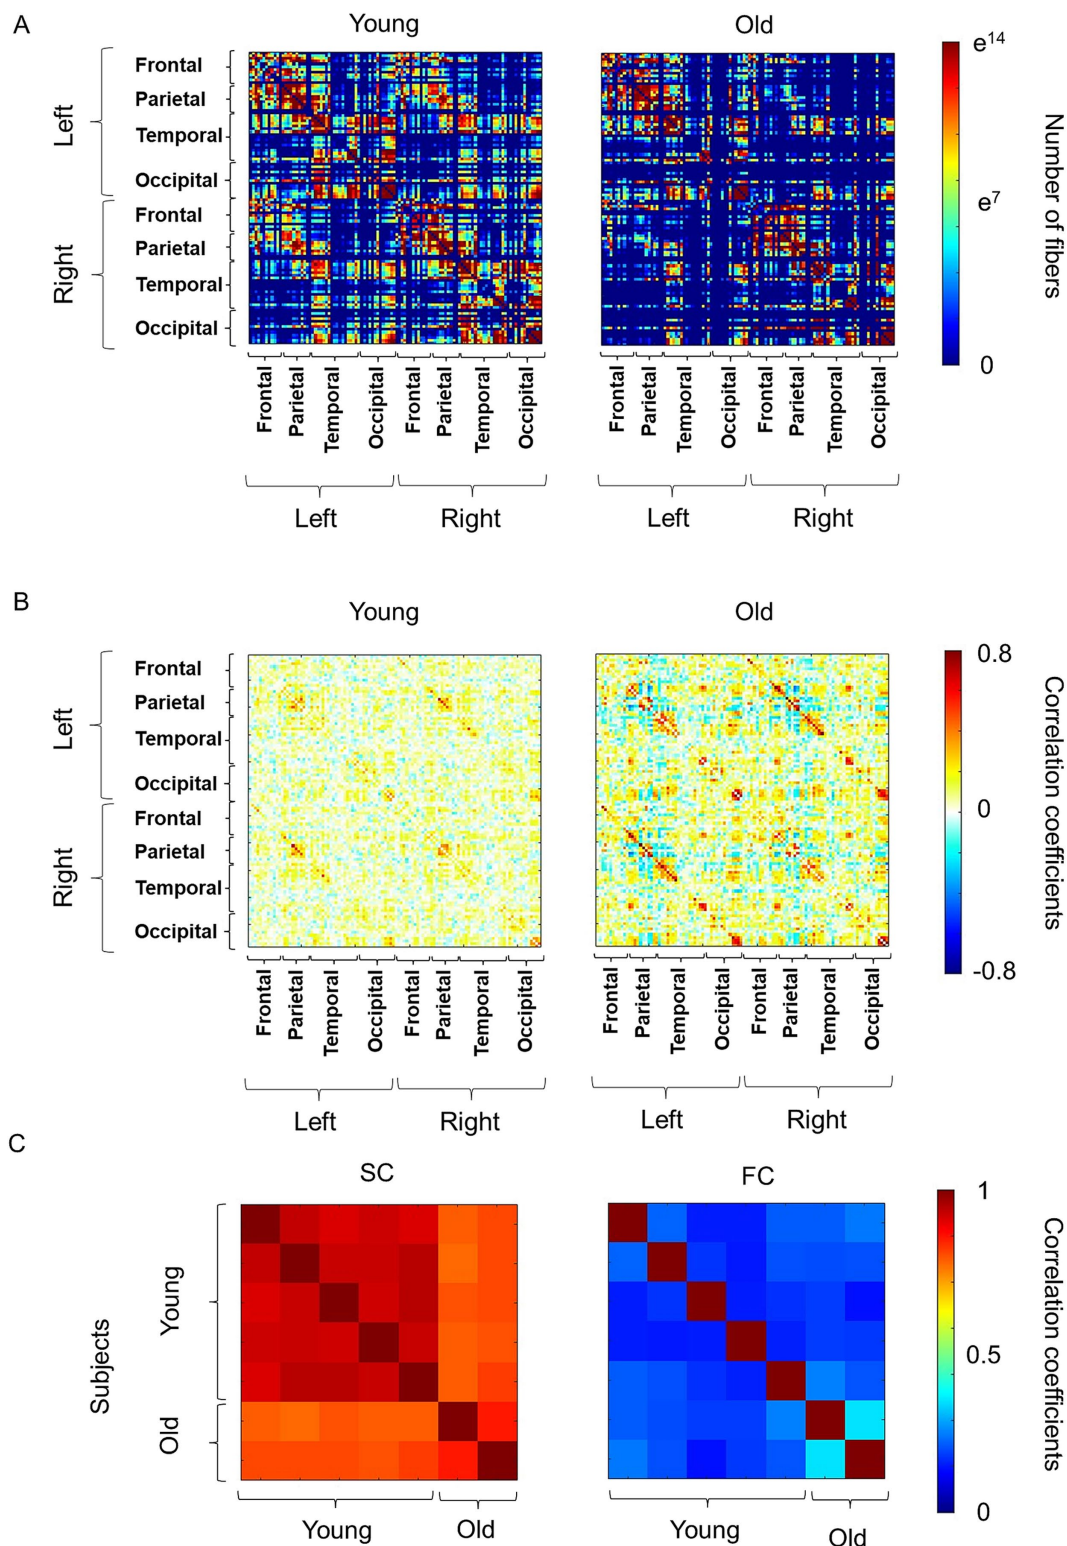 A
Young
Old
Left
Right
Frontal
Parietal
Temporal
Occipital
Frontal
Parietal
Temporal
Occipital
Frontal
Parietal
Temporal
Occipital
Frontal
Parietal
Temporal
Occipital
Left
Right
Frontal
Parietal
Temporal
Occipital
Frontal
Parietal
Temporal
Occipital
Left
Right
e14
e7
0
Number of fibers
B
Young
Old
Left
Right
Frontal
Parietal
Temporal
Occipital
Frontal
Parietal
Temporal
Occipital
Frontal
Parietal
Temporal
Occipital
Frontal
Parietal
Temporal
Occipital
Left
Right
Frontal
Parietal
Temporal
Occipital
Frontal
Parietal
Temporal
Occipital
Left
Right
0.8
0
-0.8
Correlation coefficients
C
SC
FC
Subjects
Young
Old
Young
Old
Young
Old
1
0.5
0
Correlation coefficients